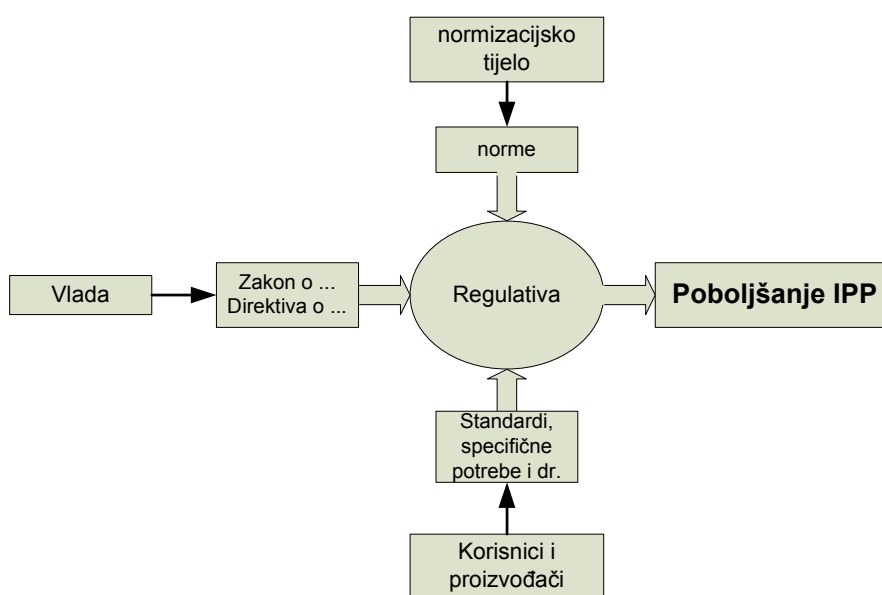 normizacijsko
tijelo
norme
Vlada
Zakon o ...
Direktiva o ...
Regulativa
Poboljšanje IPP
Standardi,
specifične
potrebe i dr.
Korisnici i
proizvođači